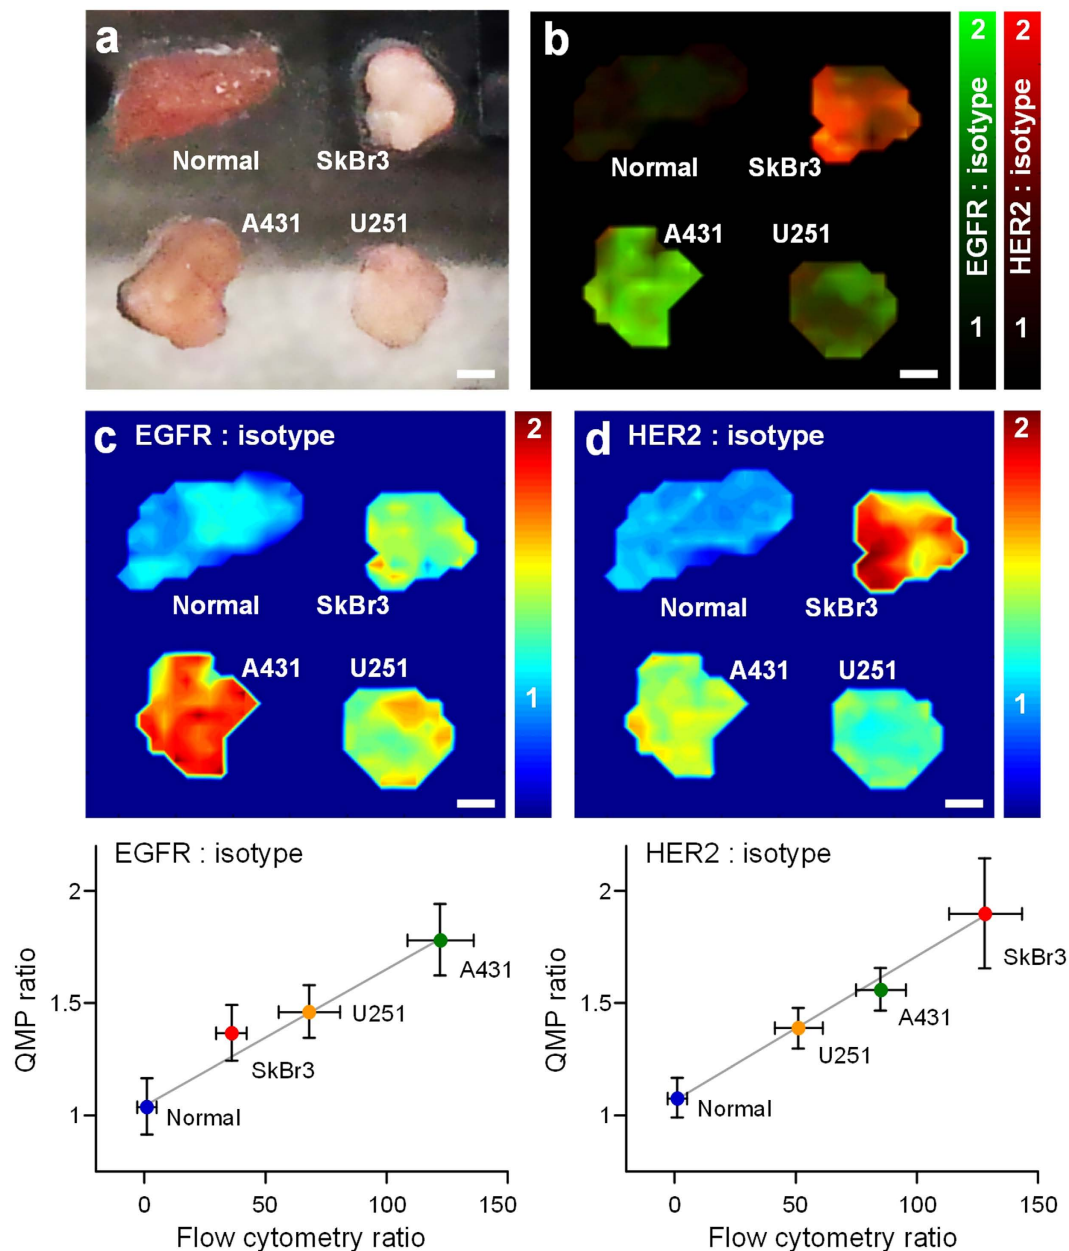 a
Normal
SkBr3
A431
U251
b
Normal
SkBr3
A431
U251
2
EGFR : isotype
1
2
HER2 : isotype
1
c EGFR : isotype
Normal
SkBr3
A431
U251
2
1
d HER2 : isotype
Normal
SkBr3
A431
U251
2
1
EGFR : isotype
QMP ratio
2
1.5
1
A431
U251
SkBr3
Normal
0 50 100 150
Flow cytometry ratio
HER2 : isotype
QMP ratio
2
1.5
1
SkBr3
A431
U251
Normal
0 50 100 150
Flow cytometry ratio